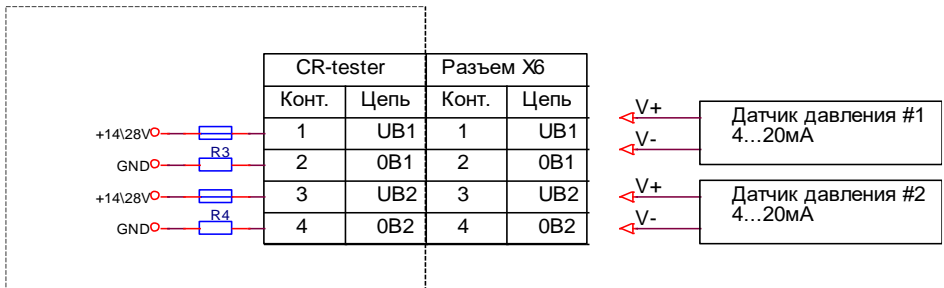 CR-tester Разъем X6
Конт. Цепь Конт. Цепь
+14\28V 1 UB1 1 UB1 V+ Датчик давления #1
GND R3 2 0B1 2 0B1 V- 4...20мА
+14\28V 3 UB2 3 UB2 V+ Датчик давления #2
GND R4 4 0B2 4 0B2 V- 4...20мА